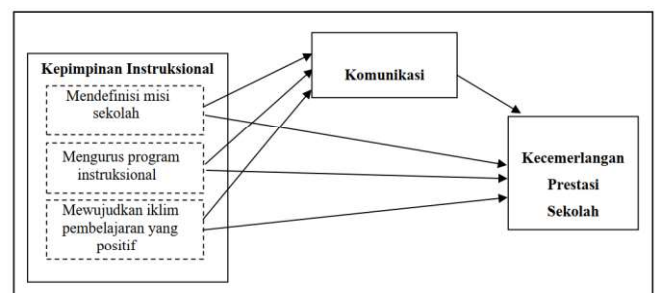 Kepimpinan Instruksional
Mendefinisi misi
sekolah
Mengurus program
instruksional
Mewujudkan iklim
pembelajaran yang
positif
Komunikasi
Kecemerlangan
Prestasi
Sekolah